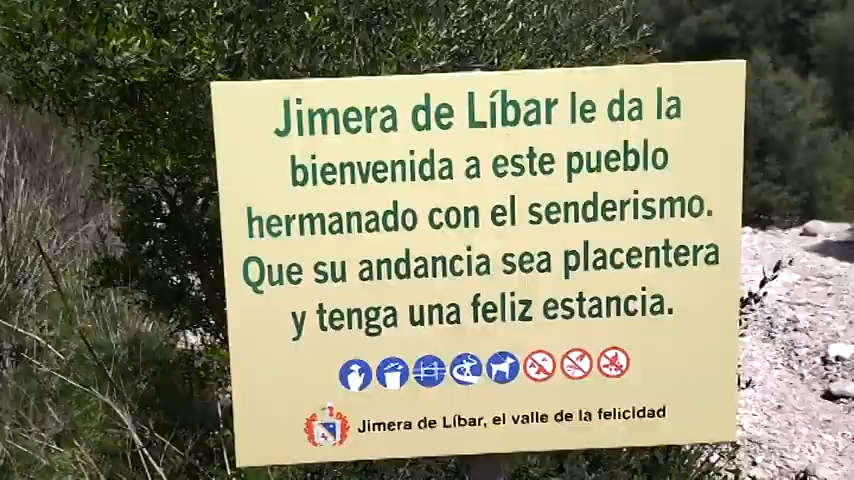 Jimera de Líbar le da la
bienvenida a este pueblo
hermanado con el senderismo.
Que su andancia sea placentera
y tenga una feliz estancia.
Jimera de Líbar, el valle de la felicidad